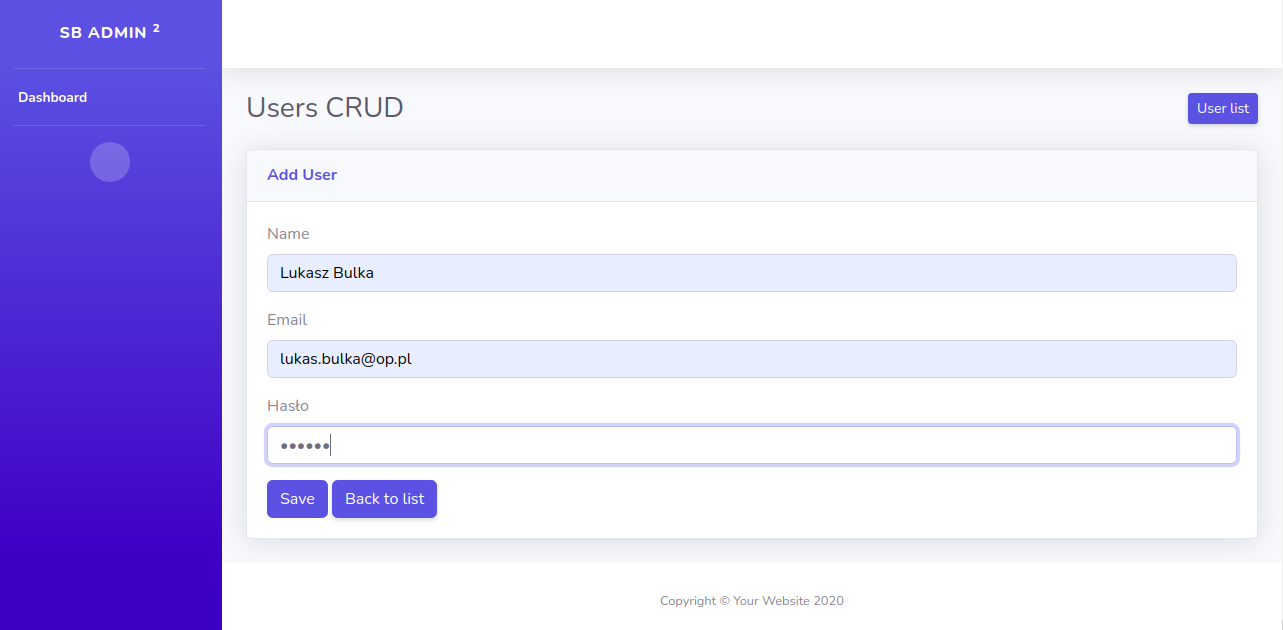 SB ADMIN 2
Dashboard
Users CRUD
User list
Add User
Name
Lukasz Bulka
Email
lukas.bulka@op.pl
Hasło
••••••
Save
Back to list
Copyright © Your Website 2020